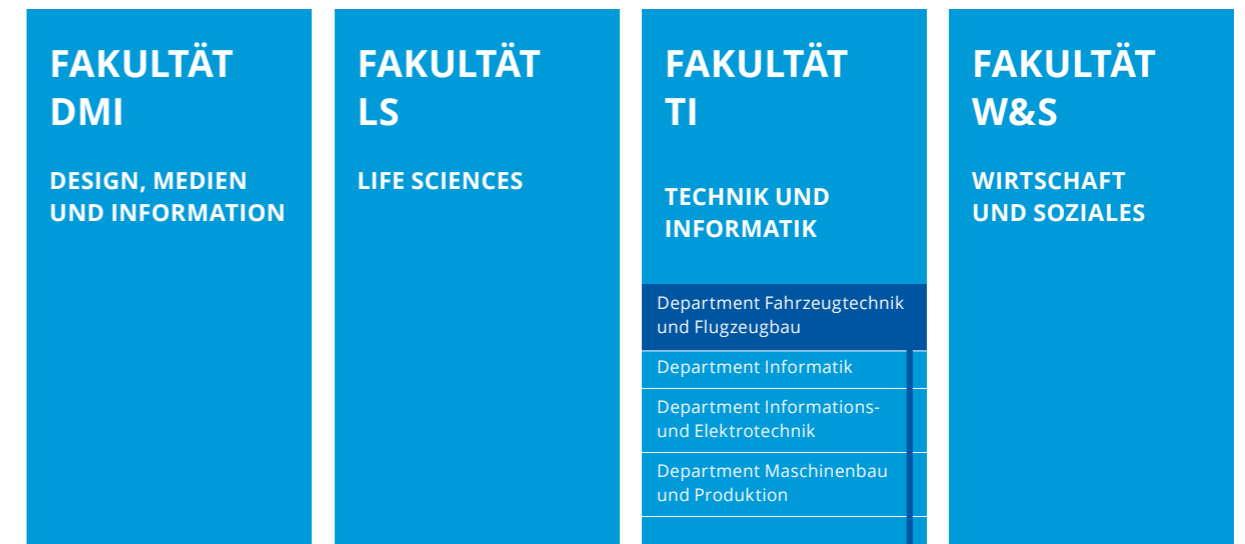 FAKULTÄT
DMI
DESIGN, MEDIEN
UND INFORMATION
FAKULTÄT
LS
LIFE SCIENCES
FAKULTÄT
TI
TECHNIK UND
INFORMATIK
Department Fahrzeugtechnik
und Flugzeugbau
Department Informatik
Department Informations-
und Elektrotechnik
Department Maschinenbau
und Produktion
FAKULTÄT
W&S
WIRTSCHAFT
UND SOZIALES